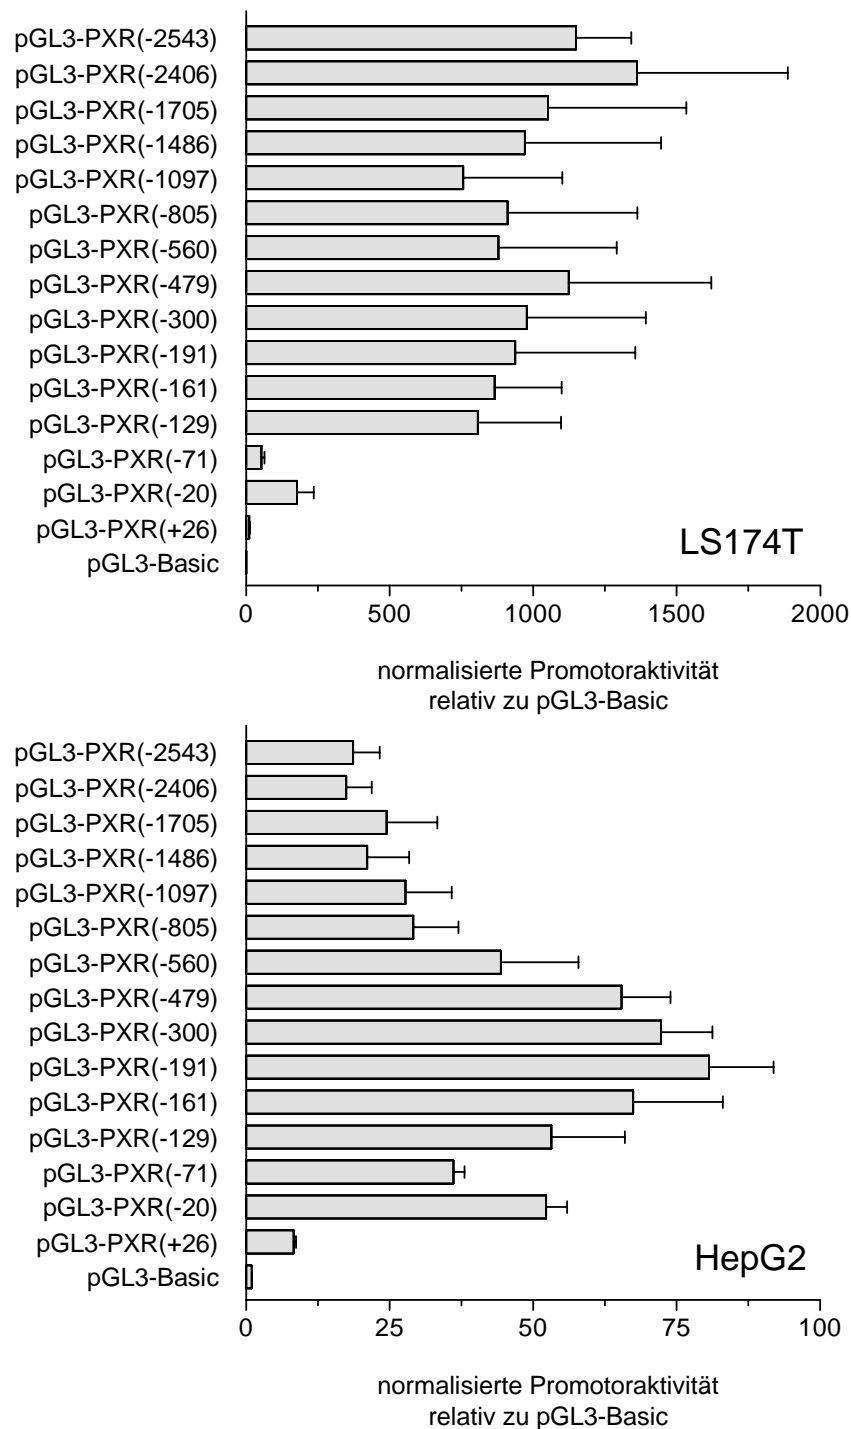 pGL3-PXR(-2543)
pGL3-PXR(-2406)
pGL3-PXR(-1705)
pGL3-PXR(-1486)
pGL3-PXR(-1097)
pGL3-PXR(-805)
pGL3-PXR(-560)
pGL3-PXR(-479)
pGL3-PXR(-300)
pGL3-PXR(-191)
pGL3-PXR(-161)
pGL3-PXR(-129)
pGL3-PXR(-71)
pGL3-PXR(-20)
pGL3-PXR(+26)
pGL3-Basic
LS174T
0 500 1000 1500 2000
normalisierte Promotoraktivität
relativ zu pGL3-Basic
pGL3-PXR(-2543)
pGL3-PXR(-2406)
pGL3-PXR(-1705)
pGL3-PXR(-1486)
pGL3-PXR(-1097)
pGL3-PXR(-805)
pGL3-PXR(-560)
pGL3-PXR(-479)
pGL3-PXR(-300)
pGL3-PXR(-191)
pGL3-PXR(-161)
pGL3-PXR(-129)
pGL3-PXR(-71)
pGL3-PXR(-20)
pGL3-PXR(+26)
pGL3-Basic
HepG2
0 25 50 75 100
normalisierte Promotoraktivität
relativ zu pGL3-Basic